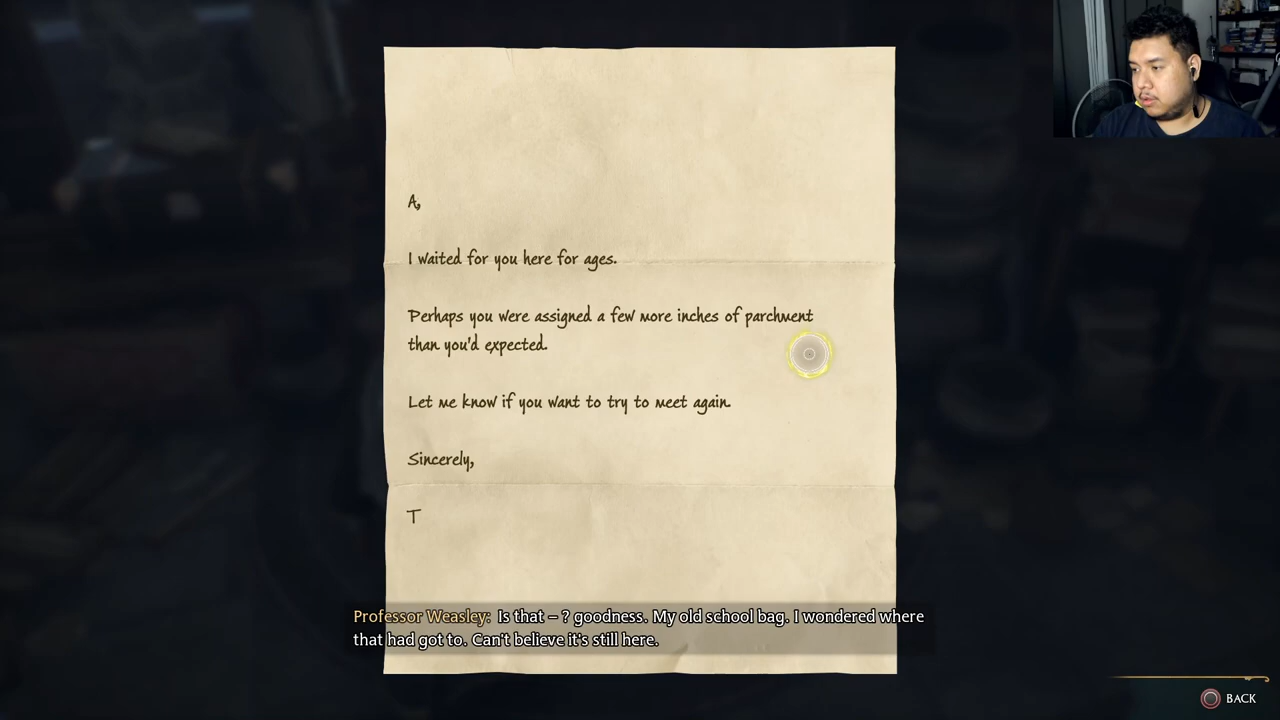 A,
I waited for you here for ages.
Perhaps you were assigned a few more inches of parchment
than you'd expected.
Let me know if you want to try to meet again.
Sincerely,
T
Professor Weasley: Is that – ? goodness. My old school bag. I wondered where
that had got to. Can't believe it's still here.
BACK